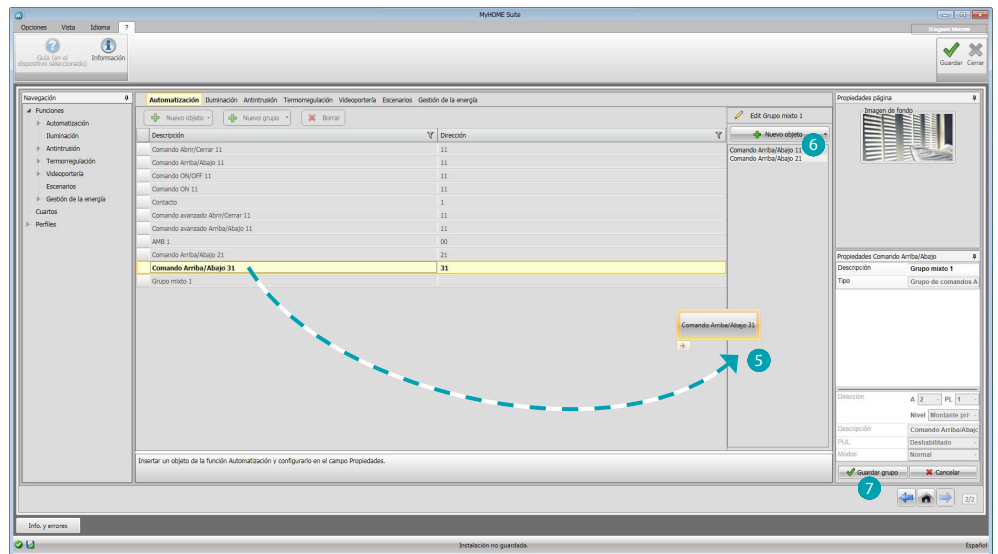 MyHOME Suite
Opciones Vista Idioma ?
Guía (en el dispositivo seleccionado)
Información
Guardar Cerrar
Navegación
Funciones
Automatización
Iluminación
Antintrusión
Termorregulación
Videoportería
Escenarios
Gestión de la energía
Cuartos
Perfiles
Automatización Iluminación Antintrusión Termorregulación Videoportería Escenarios Gestión de la energía
Nuevo objeto Nuevo grupo Borrar
Descripción Dirección
Comando Abrir/Cerrar 11 11
Comando Arriba/Abajo 11 11
Comando ON/OFF 11 11
Comando ON 11 11
Contacto 1
Comando avanzado Abrir/Cerrar 11 11
Comando avanzado Arriba/Abajo 11 11
AMB 1 00
Comando Arriba/Abajo 21 21
Comando Arriba/Abajo 31 31
Grupo mixto 1
Edit Grupo mixto 1
Nuevo objeto
6
Comando Arriba/Abajo 11
Comando Arriba/Abajo 21
Comando Arriba/Abajo 31
5
Insertar un objeto de la función Automatización y configurarlo en el campo Propiedades.
Propiedades página
Imagen de fondo
Propiedades Comando Arriba/Abajo
Descripción Grupo mixto 1
Tipo Grupo de comandos A
Dirección A 2 PL 1
Nivel Montante pri
Descripción Comando Arriba/Abajo
PUL Deshabilitado
Modos Normal
Guardar grupo Cancelar
7
2/2
Info. y errores
Instalación no guardada.
Español